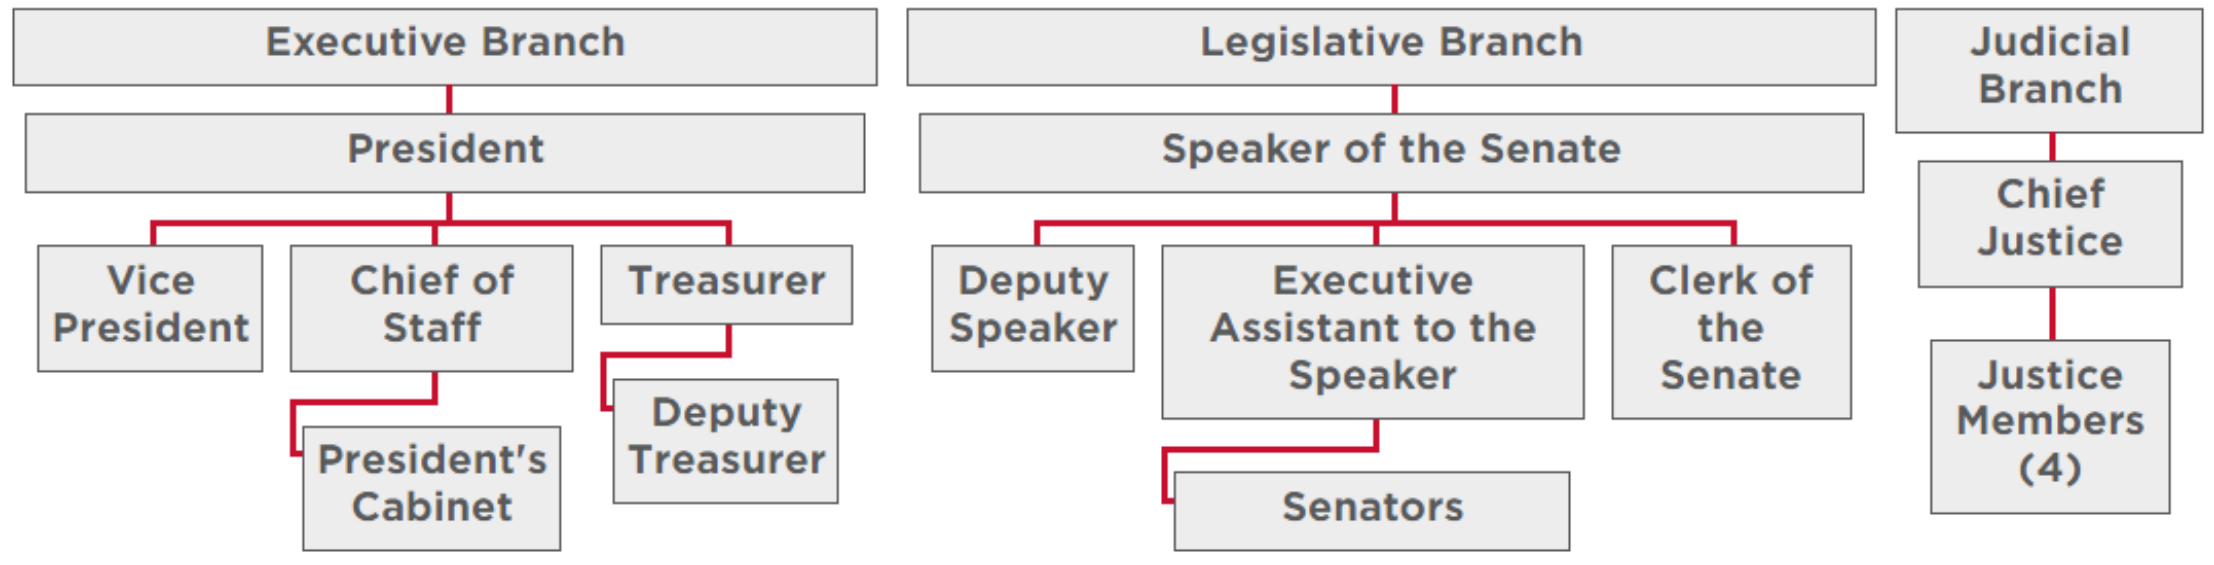 Executive Branch
President
Vice
President
Chief of
Staff
President's
Cabinet
Treasurer
Deputy
Treasurer
Legislative Branch
Speaker of the Senate
Deputy
Speaker
Executive
Assistant to the
Speaker
Senators
Clerk of
the
Senate
Judicial
Branch
Chief
Justice
Justice
Members
(4)